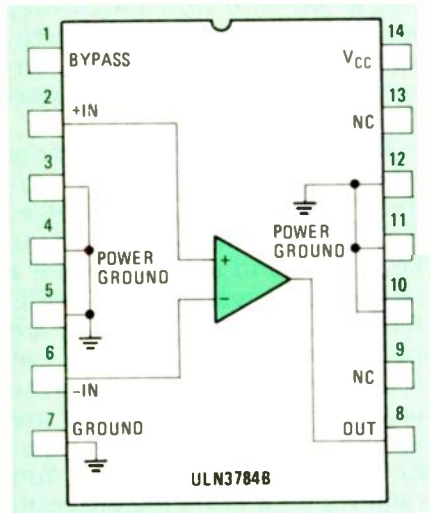 1
14
BYPASS
VCC
2
13
+IN
NC
3
12
4
11
POWER
GROUND
POWER
GROUND
5
10
+
−
6
9
-IN
NC
7
8
GROUND
OUT
ULN3784B